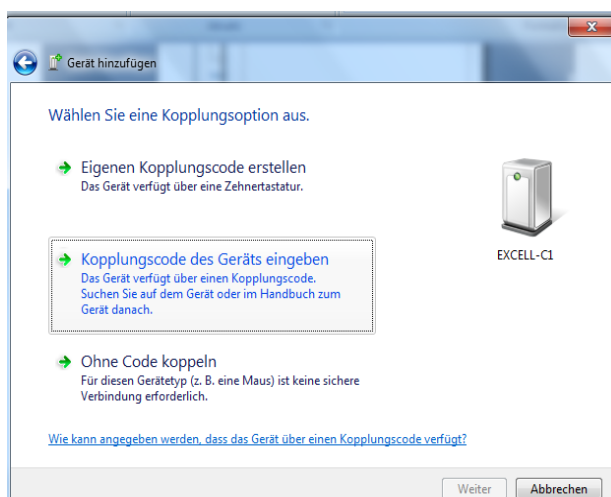 Gerät hinzufügen
Wählen Sie eine Kopplungsoption aus.
Eigenen Kopplungscode erstellen
Das Gerät verfügt über eine Zehnertastatur.
Kopplungscode des Geräts eingeben
Das Gerät verfügt über einen Kopplungscode.
Suchen Sie auf dem Gerät oder im Handbuch zum
Gerät danach.
EXCELL-C1
Ohne Code koppeln
Für diesen Gerätetyp (z. B. eine Maus) ist keine sichere
Verbindung erforderlich.
Wie kann angegeben werden, dass das Gerät über einen Kopplungscode verfügt?
Weiter
Abbrechen